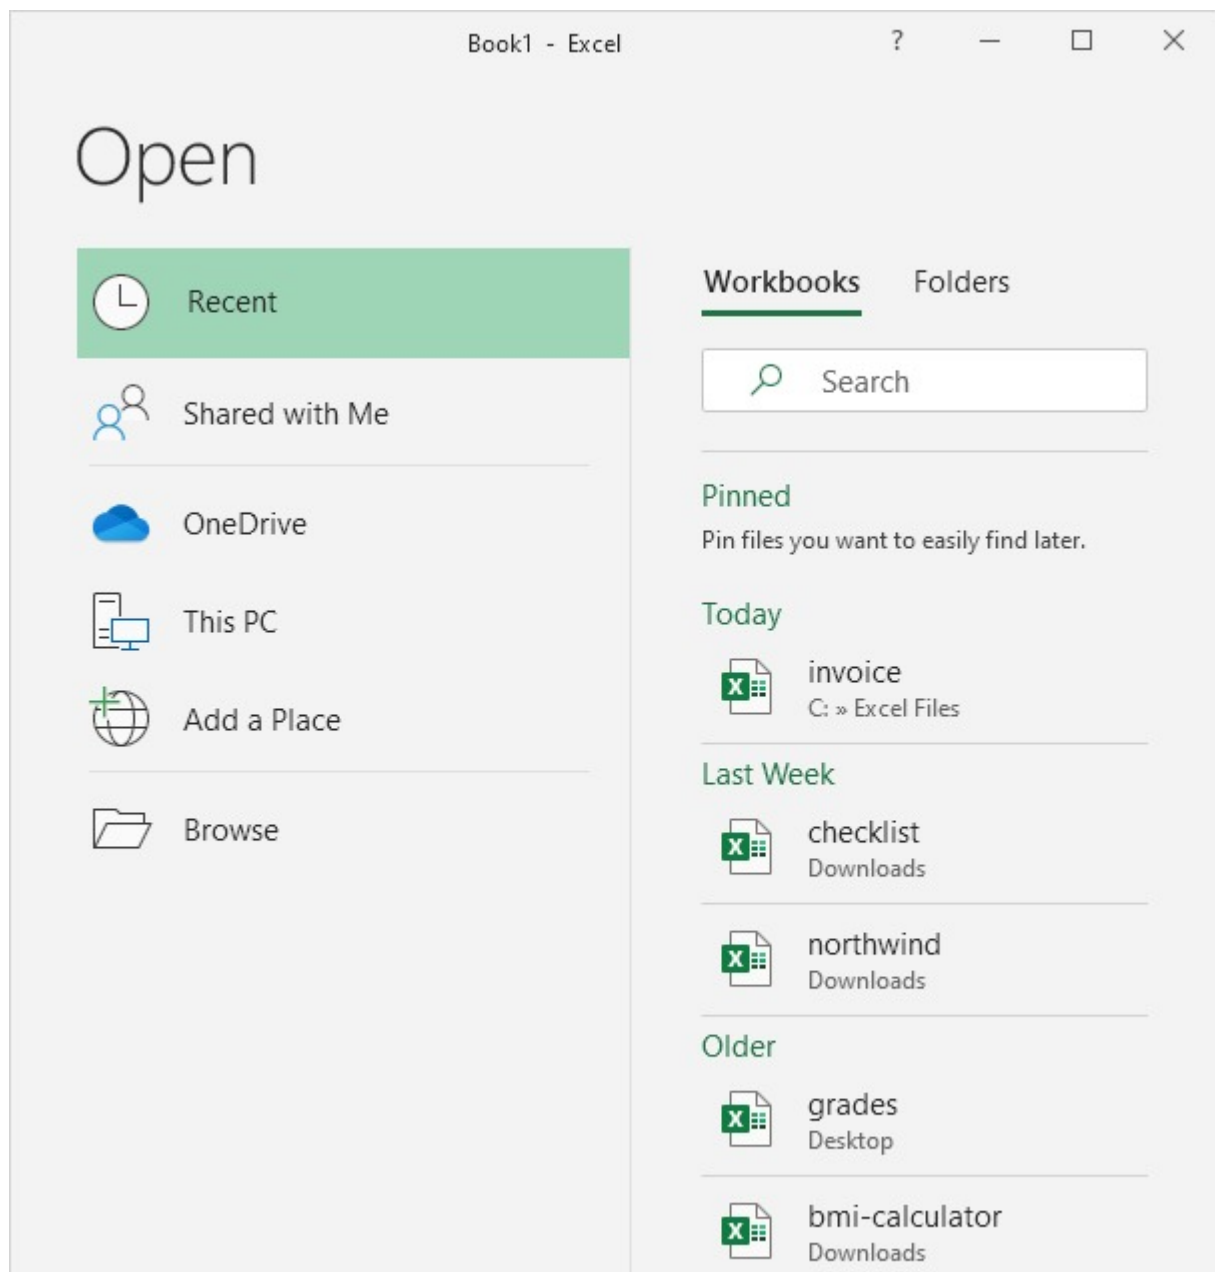 Book1 - Excel
?
Open
Recent
Shared with Me
OneDrive
This PC
Add a Place
Browse
Workbooks Folders
Search
Pinned
Pin files you want to easily find later.
Today
invoice
C: » Excel Files
Last Week
checklist
Downloads
northwind
Downloads
Older
grades
Desktop
bmi-calculator
Downloads